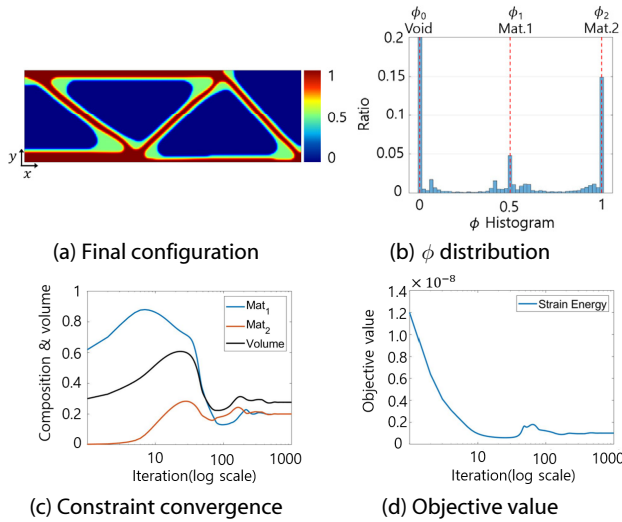 1
0.5
0
y
x
(a) Final configuration
ϕ0 ϕ1 ϕ2
Void Mat.1 Mat.2
0.2
0.15
0.1
0.05
0
Ratio
0 0.5 1
ϕ Histogram
(b) ϕ distribution
1
0.8
0.6
0.4
0.2
0
Composition & volume
Mat1
Mat2
Volume
10 100 1000
Iteration(log scale)
(c) Constraint convergence
× 10⁻⁸
1.4
1.2
1.0
0.8
0.6
0.4
0.2
0
Objective value
Strain Energy
10 100 1000
Iteration(log scale)
(d) Objective value